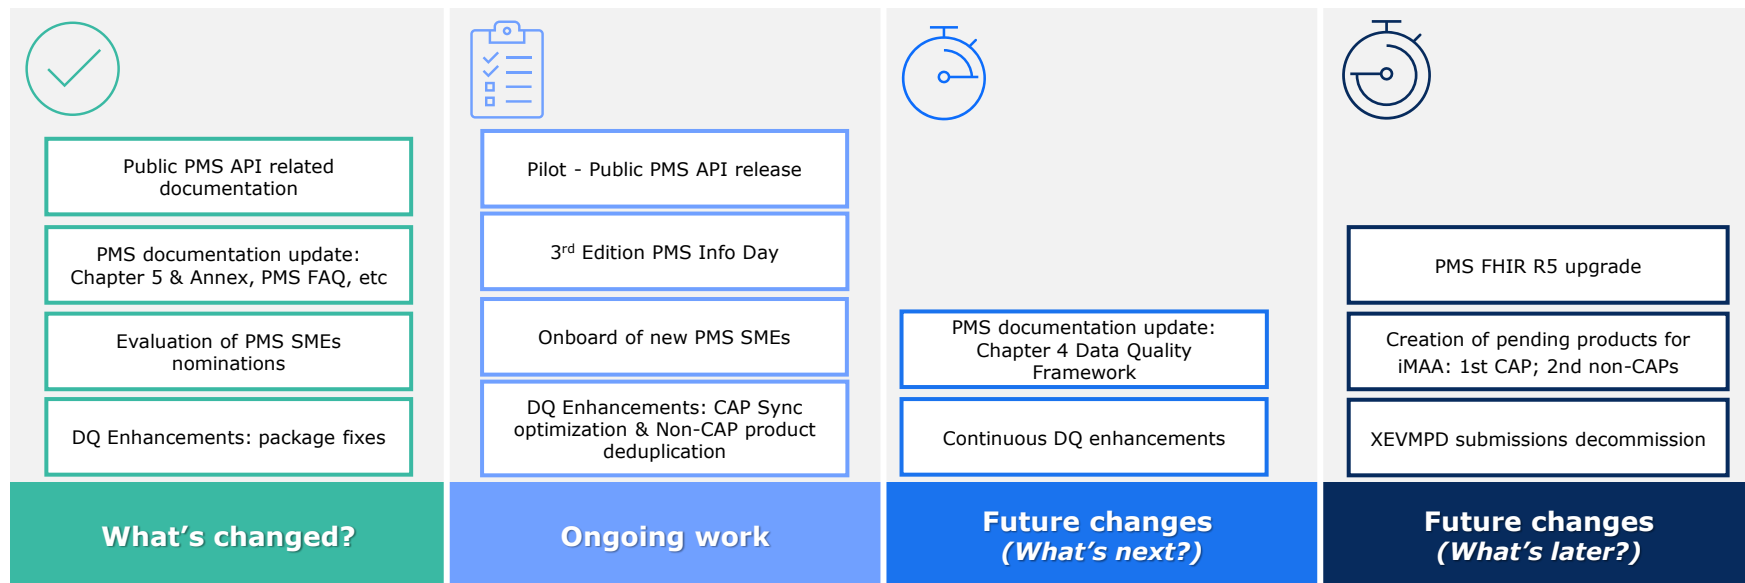 Public PMS API related
documentation
PMS documentation update:
Chapter 5 & Annex, PMS FAQ, etc
Evaluation of PMS SMEs
nominations
DQ Enhancements: package fixes
What's changed?
Pilot - Public PMS API release
3rd Edition PMS Info Day
Onboard of new PMS SMEs
DQ Enhancements: CAP Sync
optimization & Non-CAP product
deduplication
Ongoing work
PMS documentation update:
Chapter 4 Data Quality
Framework
Continuous DQ enhancements
Future changes
(What's next?)
PMS FHIR R5 upgrade
Creation of pending products for
iMAA: 1st CAP; 2nd non-CAPs
XEVMPD submissions decommission
Future changes
(What's later?)